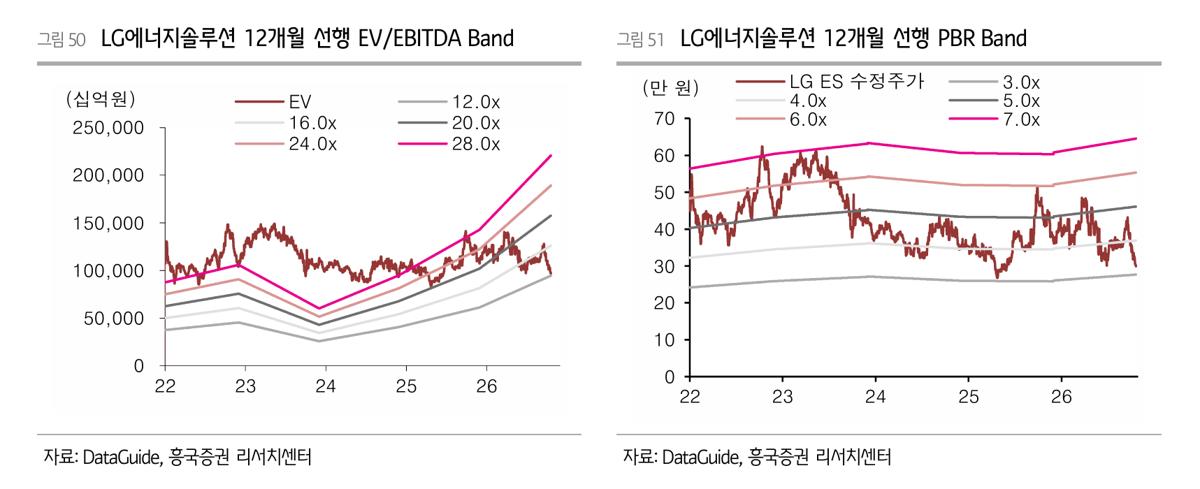 그림 50 LG에너지솔루션 12개월 선행 EV/EBITDA Band
(십억원)
EV
12.0x
16.0x
20.0x
24.0x
28.0x
250,000
200,000
150,000
100,000
50,000
0
22 23 24 25 26
자료: DataGuide, 흥국증권 리서치센터
그림 51 LG에너지솔루션 12개월 선행 PBR Band
(만 원)
LG ES 수정주가
3.0x
4.0x
5.0x
6.0x
7.0x
70
60
50
40
30
20
10
0
22 23 24 25 26
자료: DataGuide, 흥국증권 리서치센터